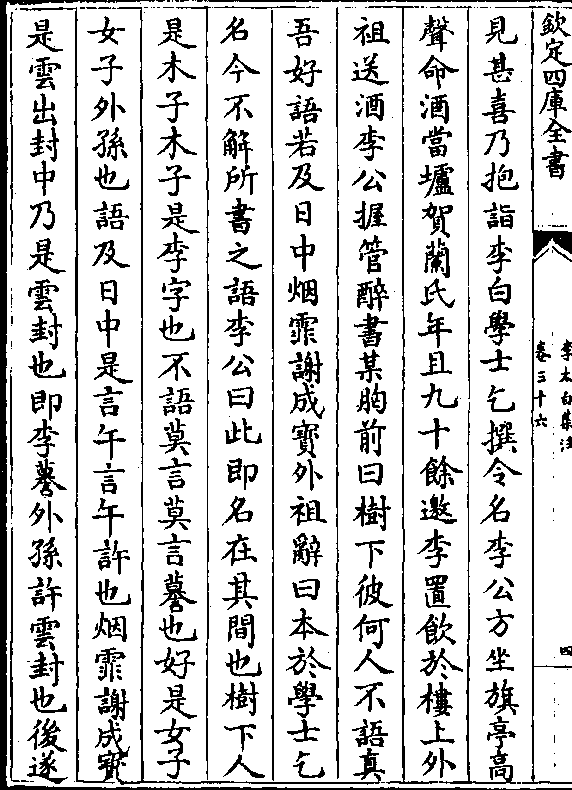 欽定四庫全書
李太白集注
卷三十六
四
見甚喜乃抱詣李白學士乞撰令名李公方坐旗亭高
聲命酒當壚賀蘭氏年且九十餘邀李置飲於樓上外
祖送酒李公握管醉書某胸前曰樹下彼何人不語真
吾好語若及日中烟霏謝成寳外祖辭曰本於學士乞
名今不解所書之語李公曰此即名在其間也樹下人
是木子木子是李字也不語莫言莫言謩也好是女子
女子外孫也語及日中是言午言午許也烟霏謝成寳
是雲出封中乃是雲封也即李謩外孫許雲封也後遂